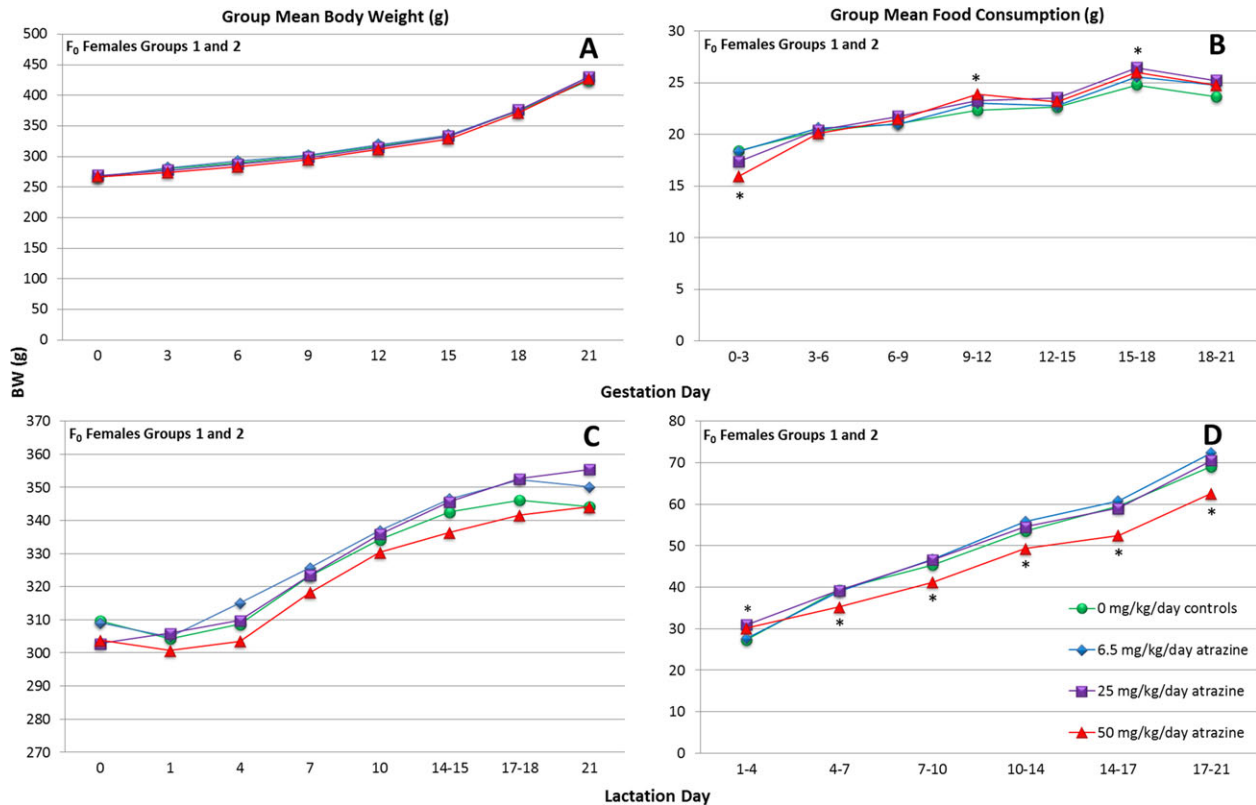 Group Mean Body Weight (g)
F₀ Females Groups 1 and 2
A
500
450
400
350
300
250
200
150
100
50
0
0 3 6 9 12 15 18 21
Group Mean Food Consumption (g)
F₀ Females Groups 1 and 2
B
30
25
20
15
10
5
0
* * *
0-3 3-6 6-9 9-12 12-15 15-18 18-21
BW (g)
Gestation Day
F₀ Females Groups 1 and 2
C
370
360
350
340
330
320
310
300
290
280
270
0 1 4 7 10 14-15 17-18 21
F₀ Females Groups 1 and 2
D
80
70
60
50
40
30
20
10
0
* * * * * *
0 mg/kg/day controls
6.5 mg/kg/day atrazine
25 mg/kg/day atrazine
50 mg/kg/day atrazine
1-4 4-7 7-10 10-14 14-17 17-21
Lactation Day